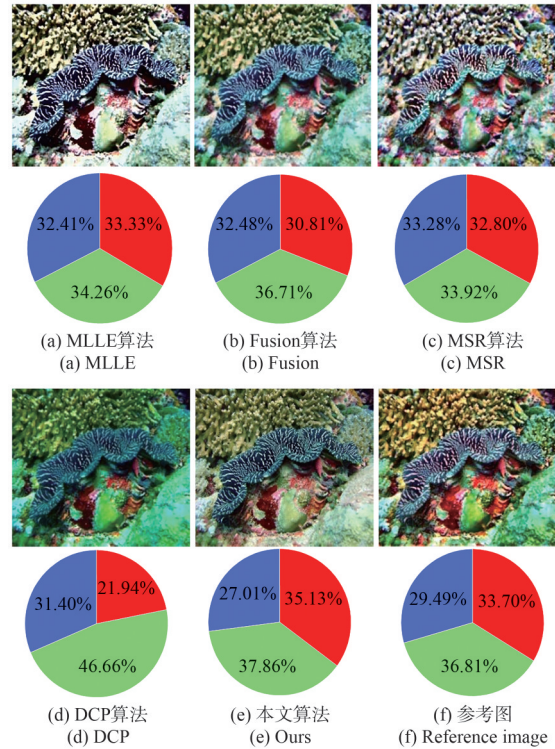 32.41% 33.33% 32.48% 30.81% 33.28% 32.80%
34.26% 36.71% 33.92%
(a) MLLE算法 (b) Fusion算法 (c) MSR算法
(a) MLLE (b) Fusion (c) MSR
31.40% 21.94% 27.01% 35.13% 29.49% 33.70%
46.66% 37.86% 36.81%
(d) DCP算法 (e) 本文算法 (f) 参考图
(d) DCP (e) Ours (f) Reference image